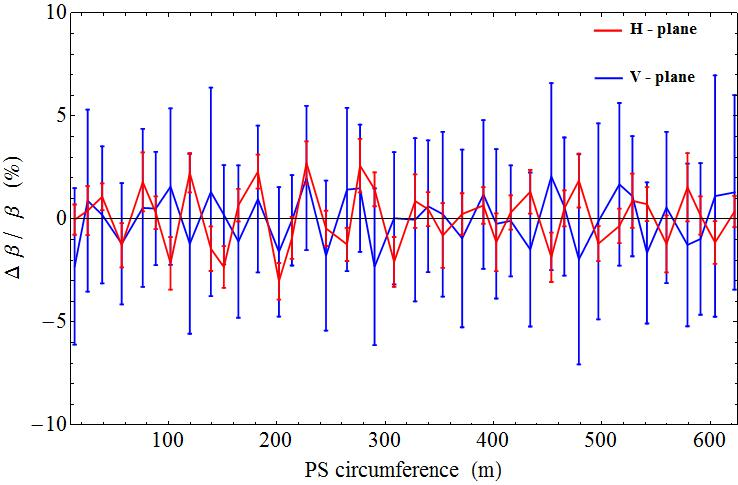 10
H - plane
V - plane
5
0
−5
−10
Δ β / β (%)
100 200 300 400 500 600
PS circumference (m)